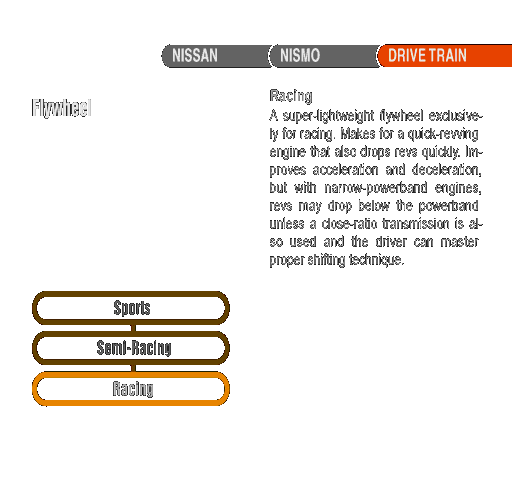 NISSAN NISMO DRIVE TRAIN
Flywheel
Racing
A super-lightweight flywheel exclusive-
ly for racing. Makes for a quick-revving
engine that also drops revs quickly. Im-
proves acceleration and deceleration,
but with narrow-powerband engines,
revs may drop below the powerband
unless a close-ratio transmission is al-
so used and the driver can master
proper shifting technique.
Sports
Semi-Racing
Racing